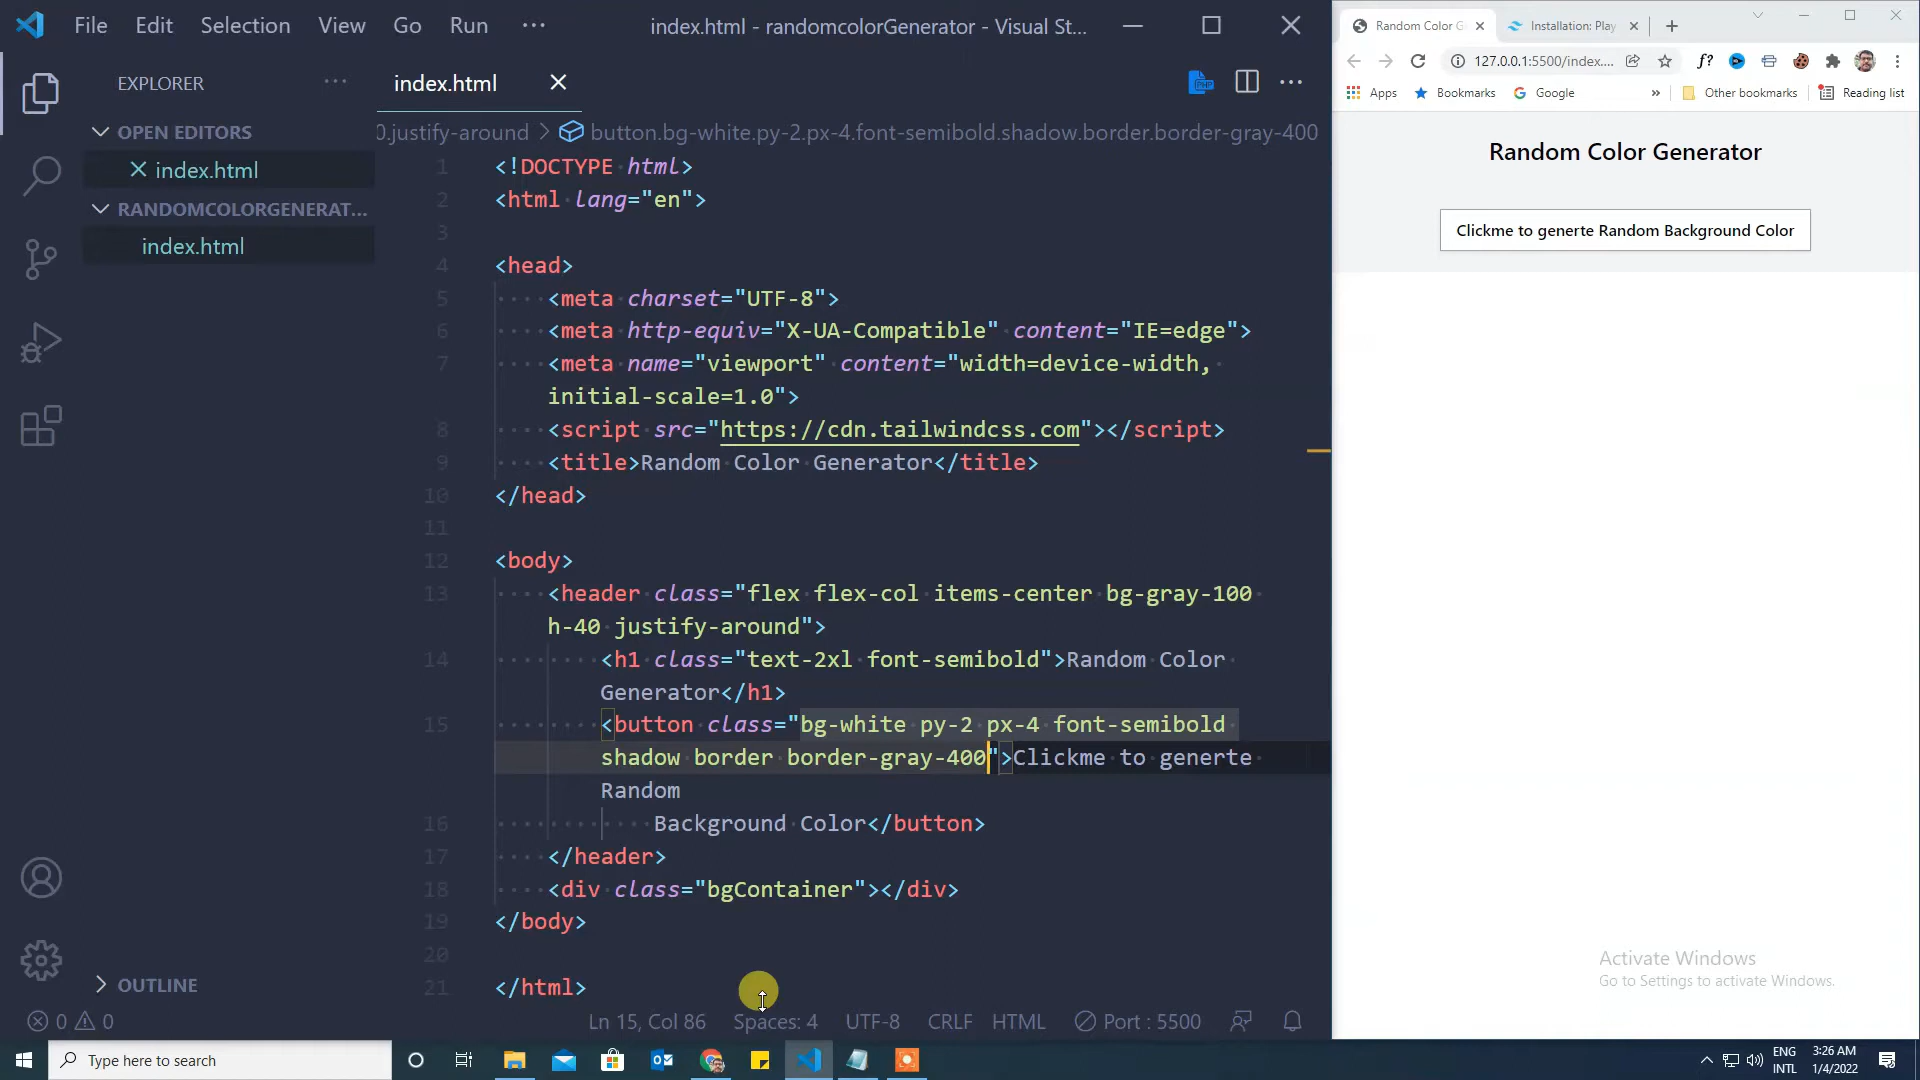 File Edit Selection View Go Run ··· index.html - randomcolorGenerator - Visual St...
EXPLORER ···
OPEN EDITORS
index.html
RANDOMCOLORGENERAT...
index.html
OUTLINE
index.html
0.justify-around > button.bg-white.py-2.px-4.font-semibold.shadow.border.border-gray-400
1 <!DOCTYPE html>
2 <html lang="en">
3
4 <head>
5 <meta charset="UTF-8">
6 <meta http-equiv="X-UA-Compatible" content="IE=edge">
7 <meta name="viewport" content="width=device-width,
initial-scale=1.0">
8 <script src="https://cdn.tailwindcss.com"></script>
9 <title>Random Color Generator</title>
10 </head>
11
12 <body>
13 <header class="flex flex-col items-center bg-gray-100
h-40 justify-around">
14 <h1 class="text-2xl font-semibold">Random Color
Generator</h1>
15 <button class="bg-white py-2 px-4 font-semibold
shadow border border-gray-400">Clickme to generte
Random
16 Background Color</button>
17 </header>
18 <div class="bgContainer"></div>
19 </body>
20
21 </html>
0 0 Ln 15, Col 86 Spaces: 4 UTF-8 CRLF HTML Port : 5500
Random Color G Installation: Play
127.0.0.1:5500/index.... f?
Apps Bookmarks Google » Other bookmarks Reading list
Random Color Generator
Clickme to generte Random Background Color
Activate Windows
Go to Settings to activate Windows.
Type here to search
ENG
INTL
3:26 AM
1/4/2022